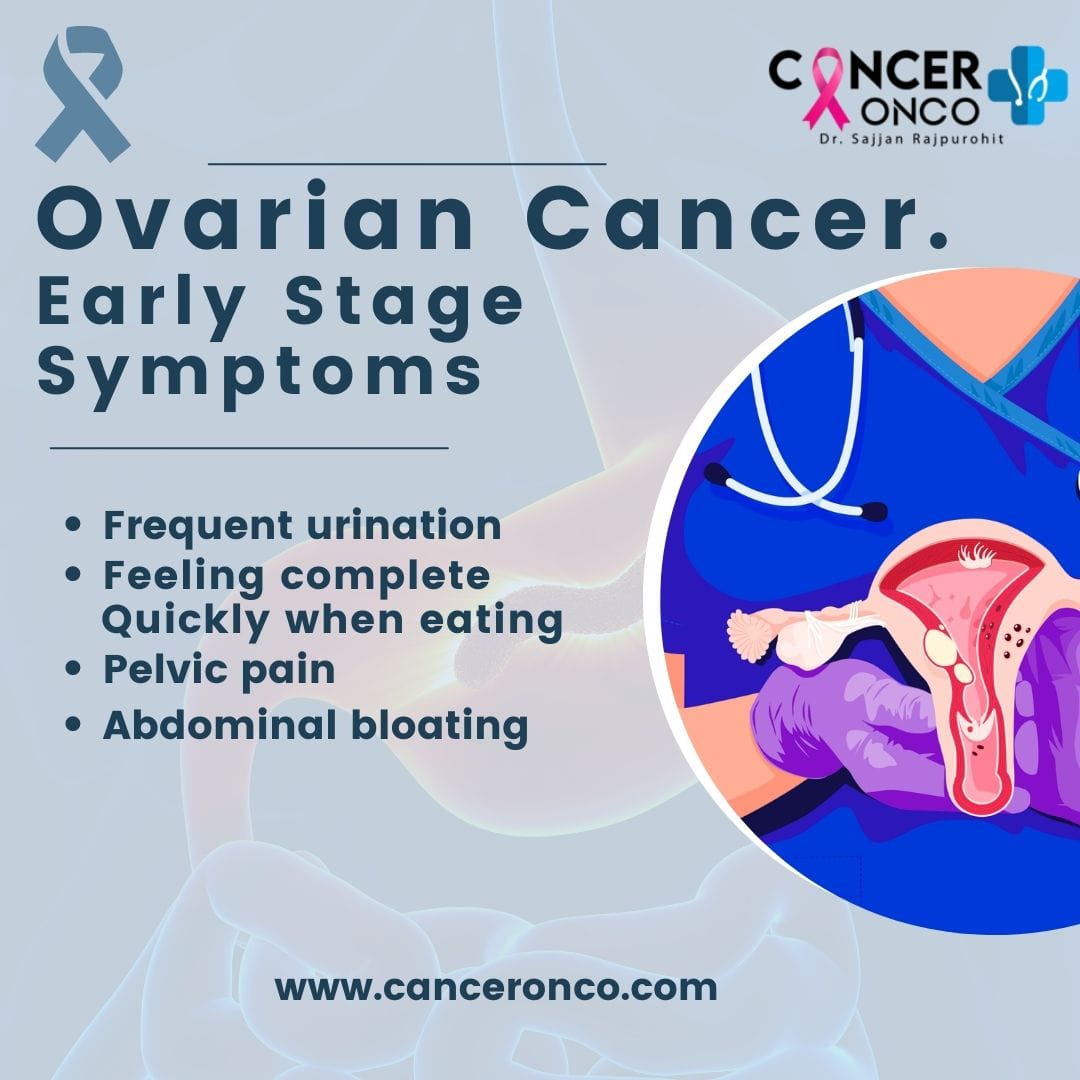 CANCER
ONCO
Dr. Sajjan Rajpurohit
Ovarian Cancer.
Early Stage
Symptoms
• Frequent urination
• Feeling complete
Quickly when eating
• Pelvic pain
• Abdominal bloating
www.canceronco.com